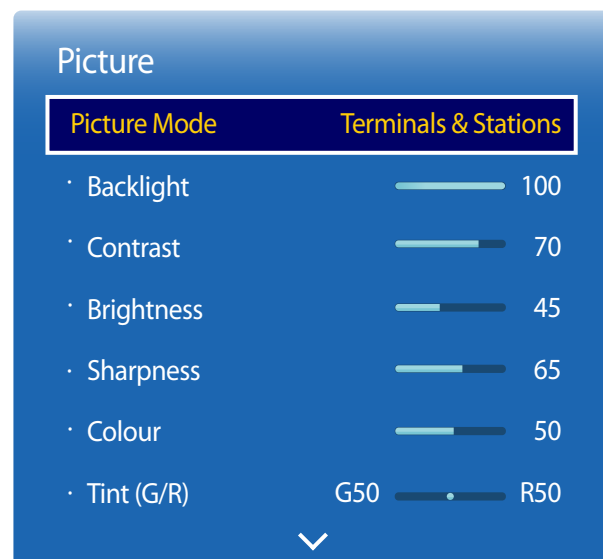 Picture
Picture Mode Terminals & Stations
· Backlight 100
· Contrast 70
· Brightness 45
· Sharpness 65
· Colour 50
· Tint (G/R) G50 R50